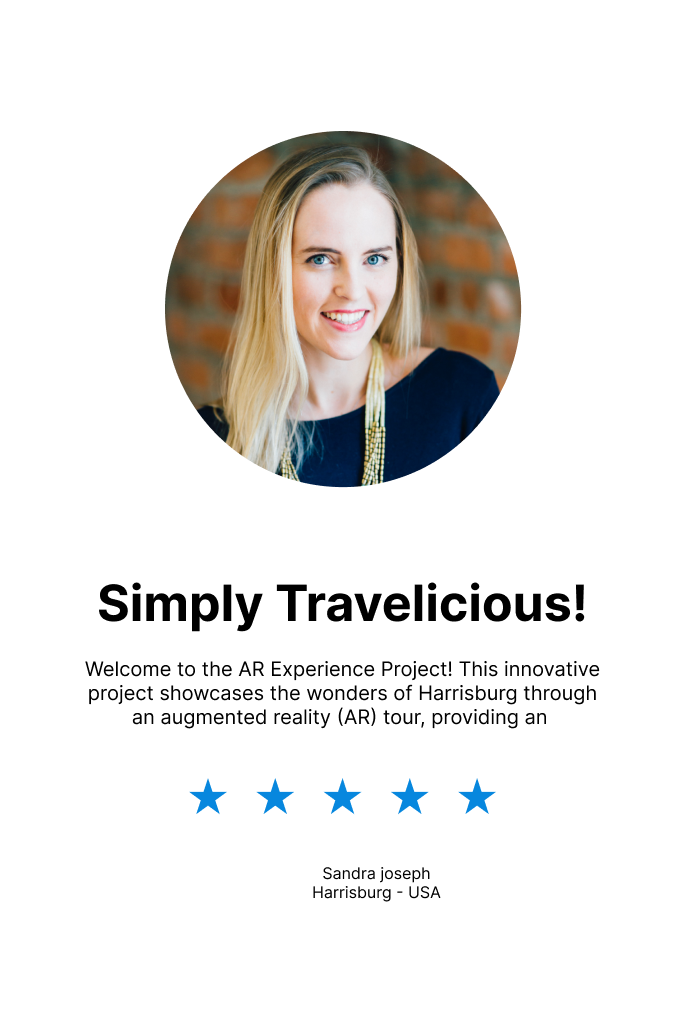 Simply Travelicious!
Welcome to the AR Experience Project! This innovative
project showcases the wonders of Harrisburg through
an augmented reality (AR) tour, providing an
Sandra joseph
Harrisburg - USA